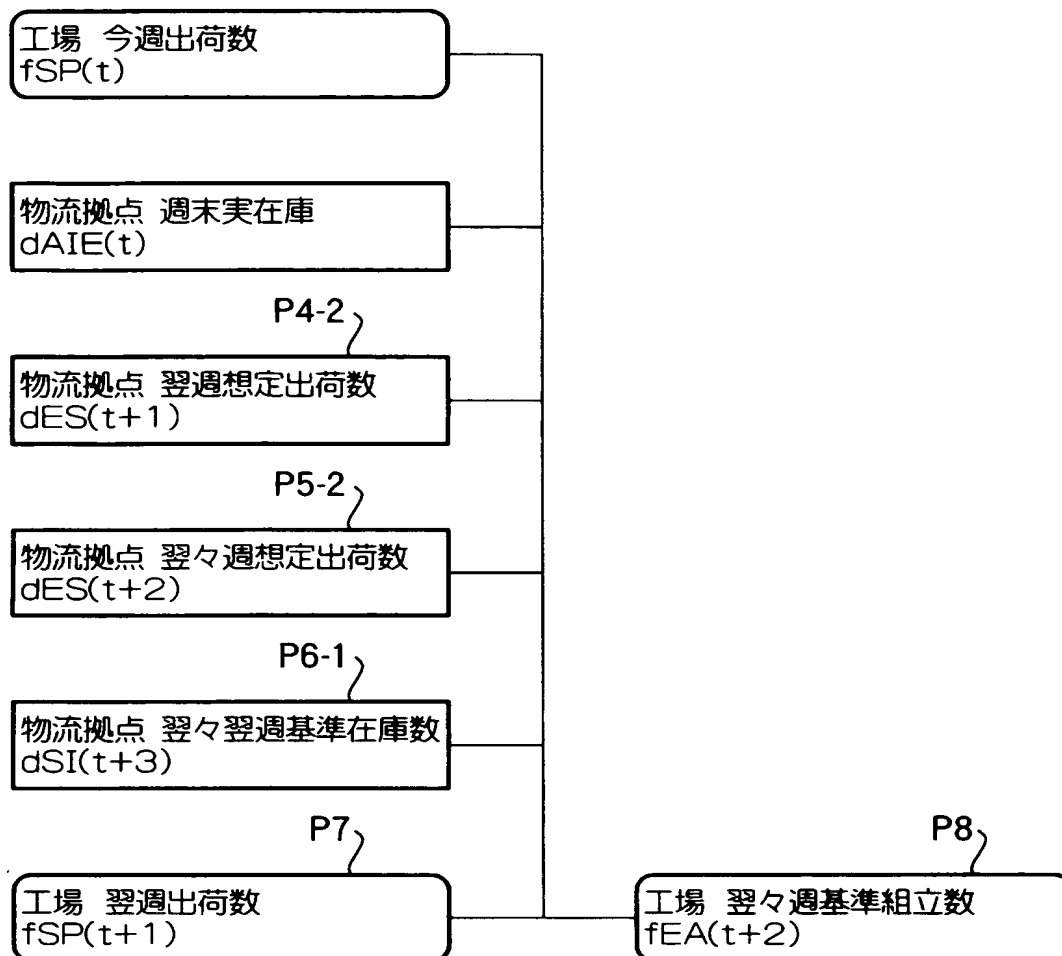 工場 今週出荷数
fSP(t)
物流拠点 週末実在庫
dAIE(t)
P4-2
物流拠点 翌週想定出荷数
dES(t+1)
P5-2
物流拠点 翌々週想定出荷数
dES(t+2)
P6-1
物流拠点 翌々翌週基準在庫数
dSI(t+3)
P7
工場 翌週出荷数
fSP(t+1)
P8
工場 翌々週基準組立数
fEA(t+2)